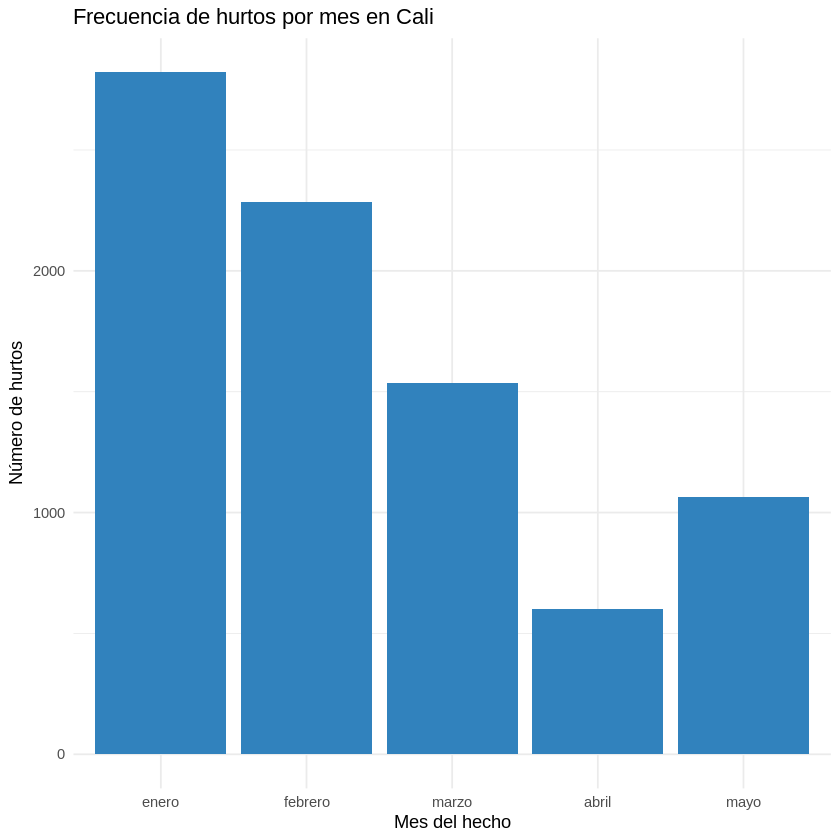 Frecuencia de hurtos por mes en Cali
Número de hurtos
2000
1000
0
enero febrero marzo abril mayo
Mes del hecho